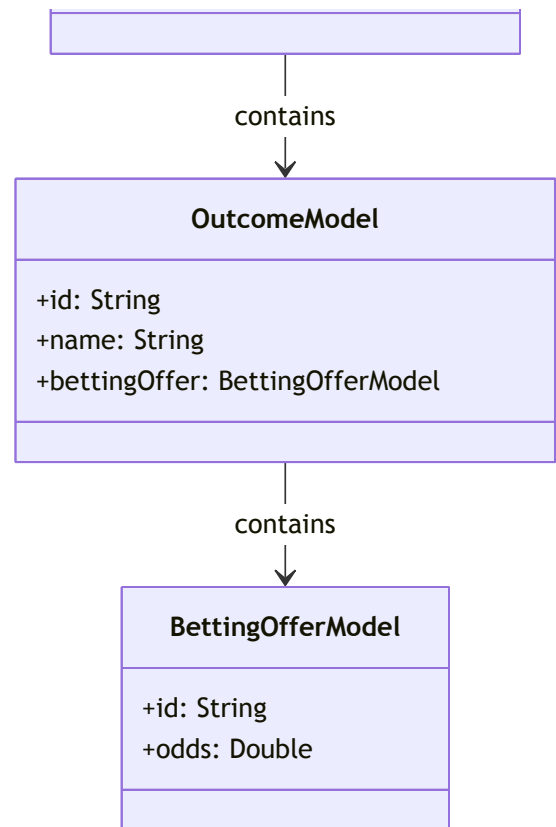 contains
OutcomeModel
+id: String
+name: String
+bettingOffer: BettingOfferModel
contains
BettingOfferModel
+id: String
+odds: Double